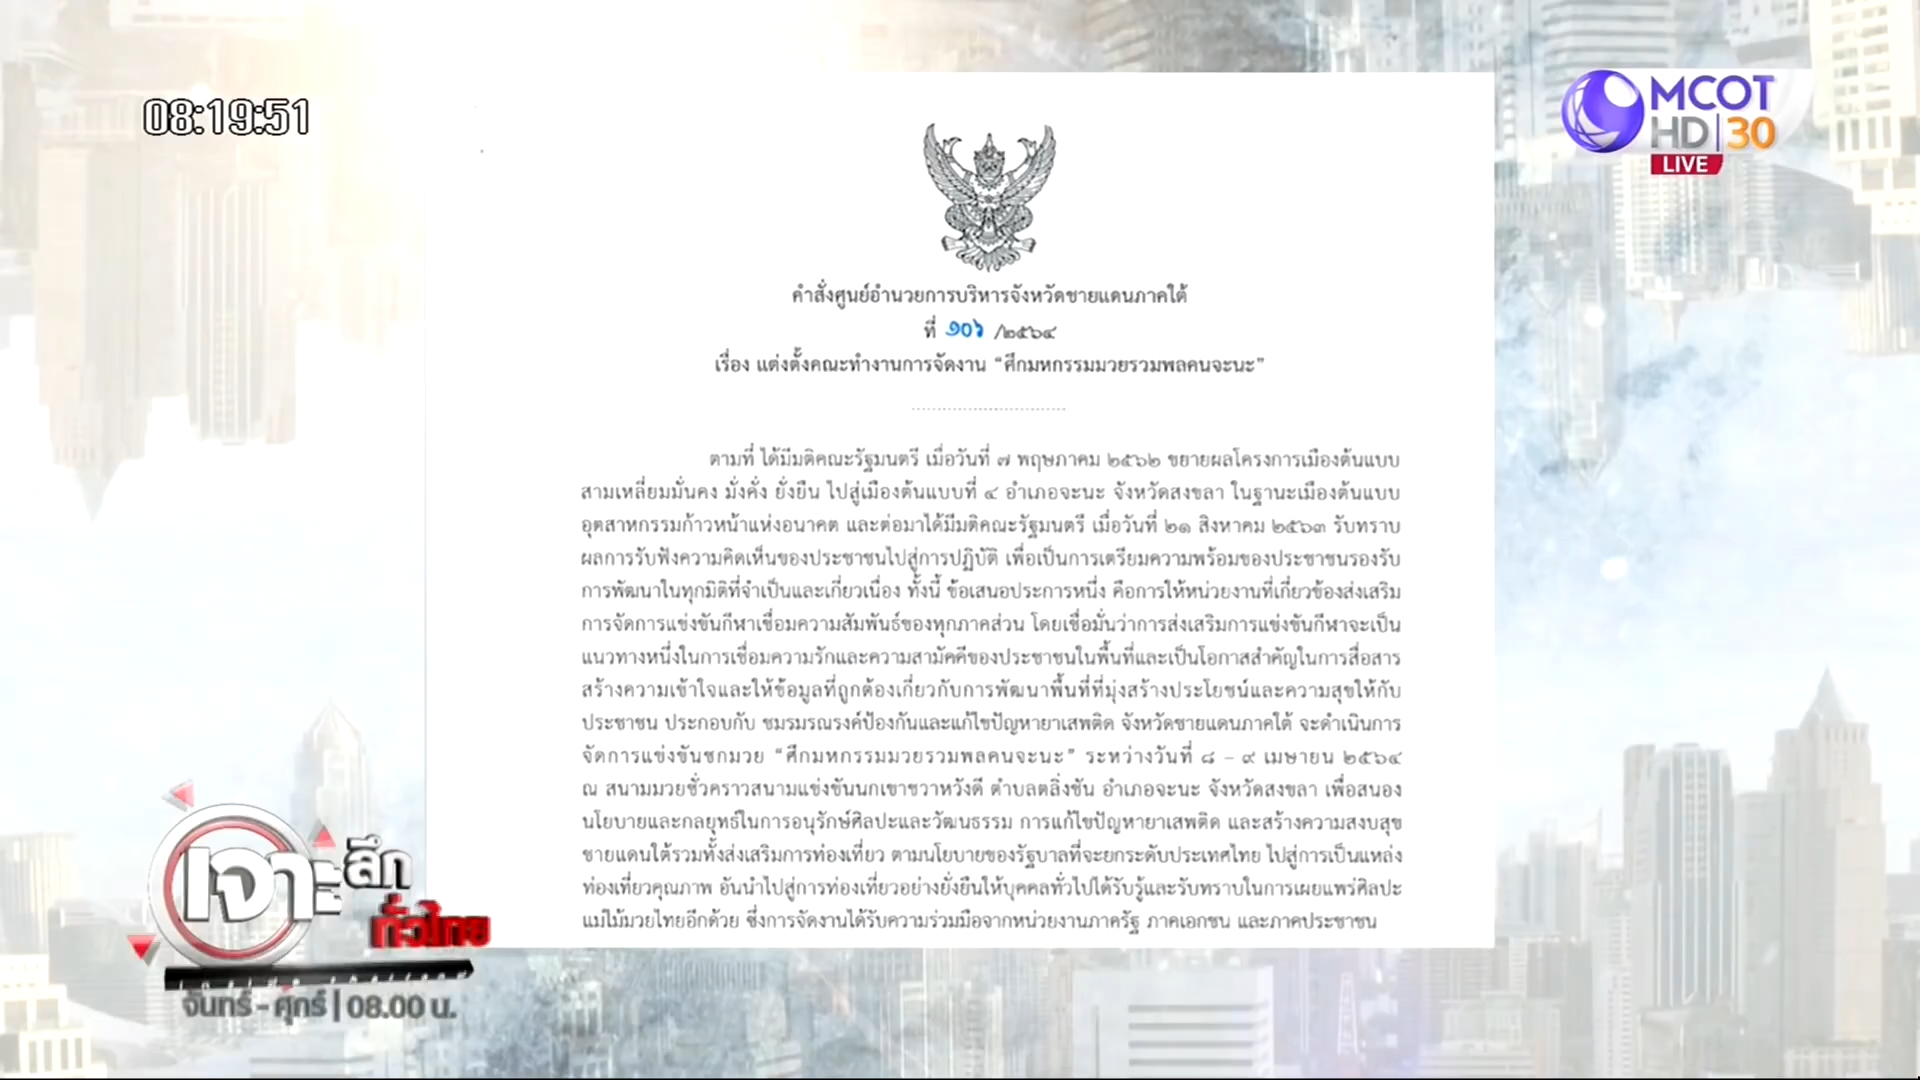 08:19:51
MCOT
HD|30
LIVE
คำสั่งศูนย์อำนวยการบริหารจังหวัดชายแดนภาคใต้
ที่ ๑๐๖ /๒๕๖๔
เรื่อง แต่งตั้งคณะทำงานการจัดงาน “ศึกมหกรรมมวยรวมพลคนจะนะ”
ตามที่ ได้มีมติคณะรัฐมนตรี เมื่อวันที่ ๗ พฤษภาคม ๒๕๖๒ ขยายผลโครงการเมืองต้นแบบ
สามเหลี่ยมมั่นคง มั่งคั่ง ยั่งยืน ไปสู่เมืองต้นแบบที่ ๔ อำเภอจะนะ จังหวัดสงขลา ในฐานะเมืองต้นแบบ
อุตสาหกรรมก้าวหน้าแห่งอนาคต และต่อมาได้มีมติคณะรัฐมนตรี เมื่อวันที่ ๒๑ สิงหาคม ๒๕๖๓ รับทราบ
ผลการรับฟังความคิดเห็นของประชาชนไปสู่การปฏิบัติ เพื่อเป็นการเตรียมความพร้อมของประชาชนรองรับ
การพัฒนาในทุกมิติที่จำเป็นและเกี่ยวเนื่อง ทั้งนี้ ข้อเสนอประการหนึ่ง คือการให้หน่วยงานที่เกี่ยวข้องส่งเสริม
การจัดการแข่งขันกีฬาเชื่อมความสัมพันธ์ของทุกภาคส่วน โดยเชื่อมั่นว่าการส่งเสริมการแข่งขันกีฬาจะเป็น
แนวทางหนึ่งในการเชื่อมความรักและความสามัคคีของประชาชนในพื้นที่และเป็นโอกาสสำคัญในการสื่อสาร
สร้างความเข้าใจและให้ข้อมูลที่ถูกต้องเกี่ยวกับการพัฒนาพื้นที่ที่มุ่งสร้างประโยชน์และความสุขให้กับ
ประชาชน ประกอบกับ ชมรมรณรงค์ป้องกันและแก้ไขปัญหายาเสพติด จังหวัดชายแดนภาคใต้ จะดำเนินการ
จัดการแข่งขันชกมวย “ศึกมหกรรมมวยรวมพลคนจะนะ” ระหว่างวันที่ ๘ – ๙ เมษายน ๒๕๖๔
ณ สนามมวยชั่วคราวสนามแข่งขันนกเขาชวาหวังดี ตำบลตลิ่งชัน อำเภอจะนะ จังหวัดสงขลา เพื่อสนอง
นโยบายและกลยุทธ์ในการอนุรักษ์ศิลปะและวัฒนธรรม การแก้ไขปัญหายาเสพติด และสร้างความสงบสุข
ชายแดนใต้รวมทั้งส่งเสริมการท่องเที่ยว ตามนโยบายของรัฐบาลที่จะยกระดับประเทศไทย ไปสู่การเป็นแหล่ง
ท่องเที่ยวคุณภาพ อันนำไปสู่การท่องเที่ยวอย่างยั่งยืนให้บุคคลทั่วไปได้รับรู้และรับทราบในการเผยแพร่ศิลปะ
แม่ไม้มวยไทยอีกด้วย ซึ่งการจัดงานได้รับความร่วมมือจากหน่วยงานภาครัฐ ภาคเอกชน และภาคประชาชน
เจาะลึก
ทั่วไทย
จันทร์ - ศุกร์ | 08.00 น.